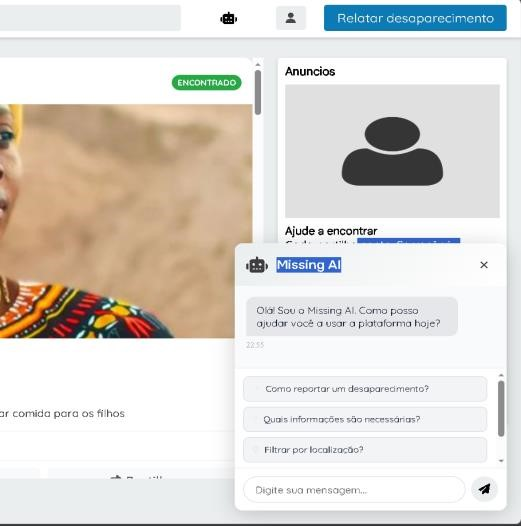 Relatar desaparecimento
ENCONTRADO
Anuncios
Ajude a encontrar
ar comida para os filhos
Missing AI
Olá! Sou o Missing AI. Como posso
ajudar você a usar a plataforma hoje?
22:55
Como reportar um desaparecimento?
Quais informações são necessárias?
Filtrar por localização?
Digite sua mensagem...